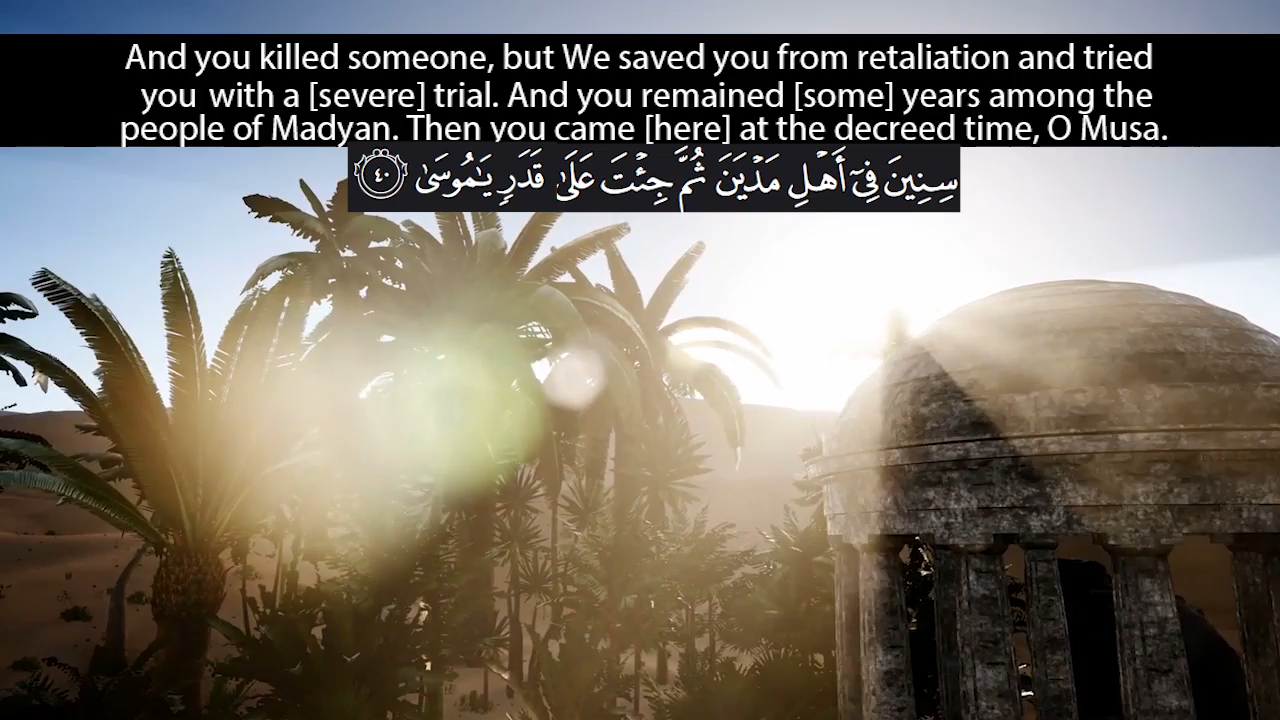 And you killed someone, but We saved you from retaliation and tried
you with a [severe] trial. And you remained [some] years among the
people of Madyan. Then you came [here] at the decreed time, O Musa.
سِنِينَ فِىٓ أَهْلِ مَدْيَنَ ثُمَّ جِئْتَ عَلَىٰ قَدَرٍ يَـٰمُوسَىٰ ٤٠